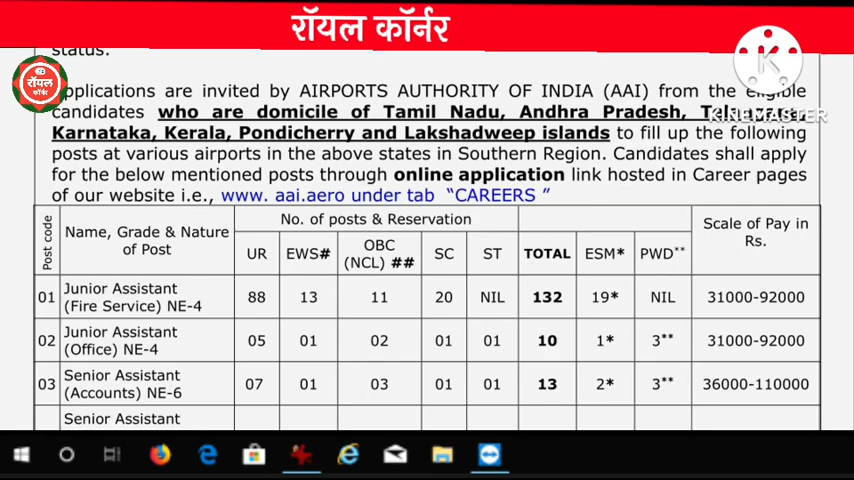 रॉयल कॉर्नर
status.
रॉयल
कॉर्नर
KINEMASTER
applications are invited by AIRPORTS AUTHORITY OF INDIA (AAI) from the eligible
candidates who are domicile of Tamil Nadu, Andhra Pradesh, Telangana,
Karnataka, Kerala, Pondicherry and Lakshadweep islands to fill up the following
posts at various airports in the above states in Southern Region. Candidates shall apply
for the below mentioned posts through online application link hosted in Career pages
of our website i.e., www. aai.aero under tab “CAREERS ”
Post code Name, Grade & Nature of Post No. of posts & Reservation Scale of Pay in Rs.
UR EWS# OBC (NCL) ## SC ST TOTAL ESM* PWD**
01 Junior Assistant (Fire Service) NE-4 88 13 11 20 NIL 132 19* NIL 31000-92000
02 Junior Assistant (Office) NE-4 05 01 02 01 01 10 1* 3** 31000-92000
03 Senior Assistant (Accounts) NE-6 07 01 03 01 01 13 2* 3** 36000-110000
Senior Assistant